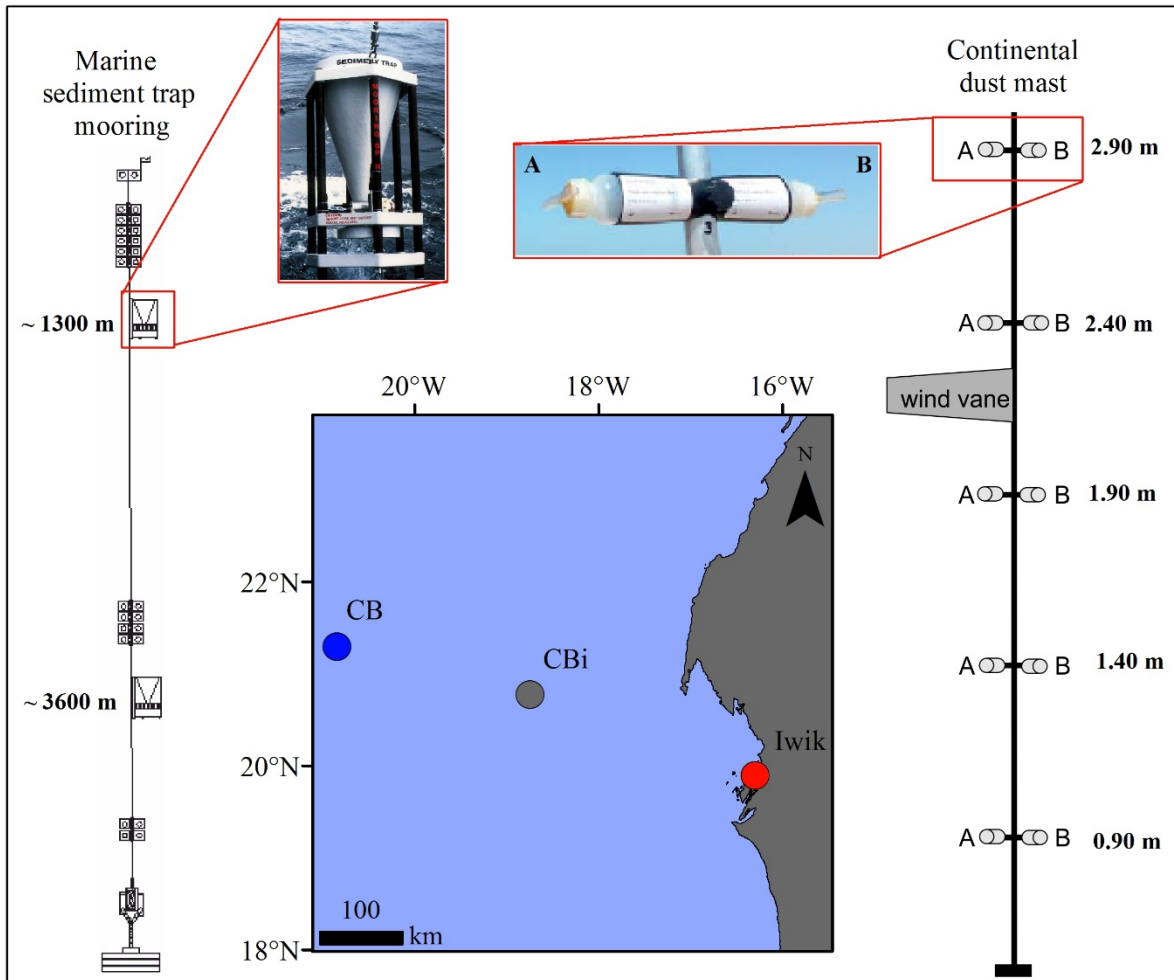 Marine
sediment trap
mooring
~ 1300 m
~ 3600 m
SEDIMENT TRAP
A
B
3
Continental
dust mast
A B 2.90 m
A B 2.40 m
wind vane
A B 1.90 m
A B 1.40 m
A B 0.90 m
20°W 18°W 16°W
22°N
20°N
18°N
N
CB
CBi
Iwik
100
km